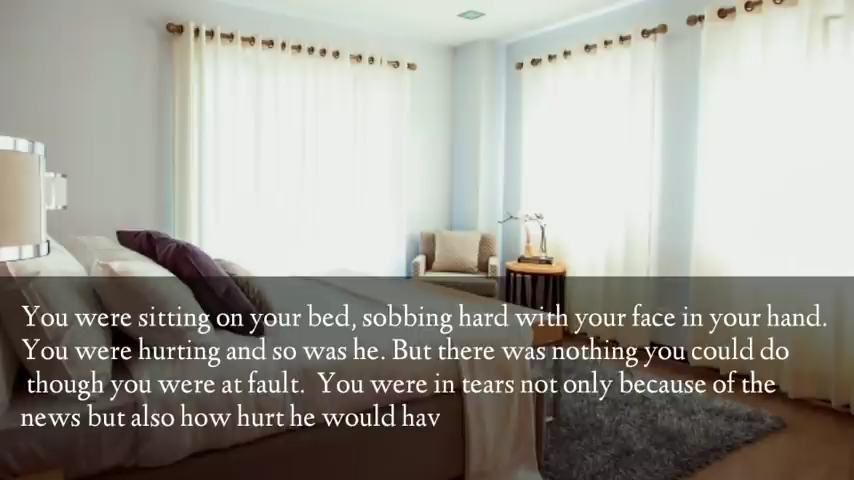 You were sitting on your bed, sobbing hard with your face in your hand.
You were hurting and so was he. But there was nothing you could do
though you were at fault.  You were in tears not only because of the
news but also how hurt he would hav